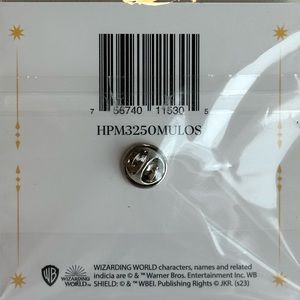 7 56740 11530 5
HPM3250MULOS
WB
WIZARDING WORLD
WIZARDING WORLD characters, names and related
indicia are © & ™ Warner Bros. Entertainment Inc. WB
SHIELD: © & ™ WBEI. Publishing Rights © JKR. (s23)